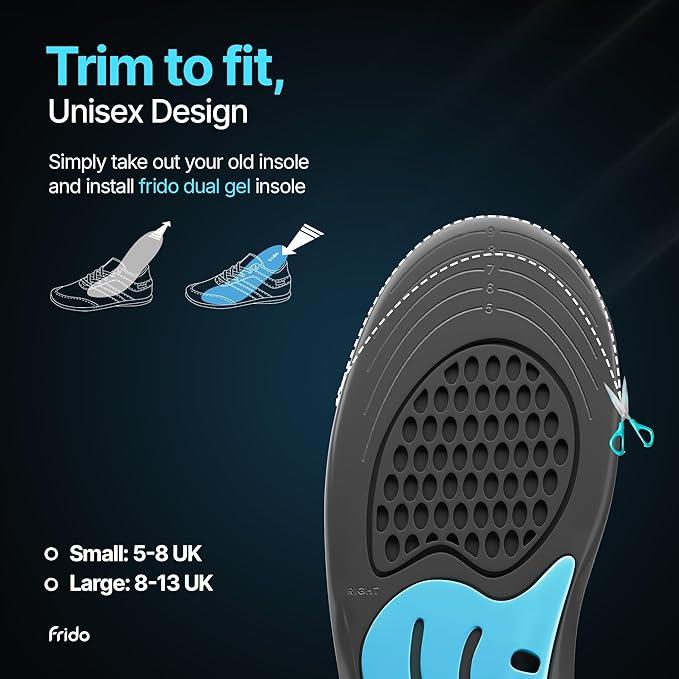 Trim to fit,
Unisex Design
Simply take out your old insole
and install frido dual gel insole
frido
9
8
7
6
5
RIGHT
Small: 5-8 UK
Large: 8-13 UK
frido